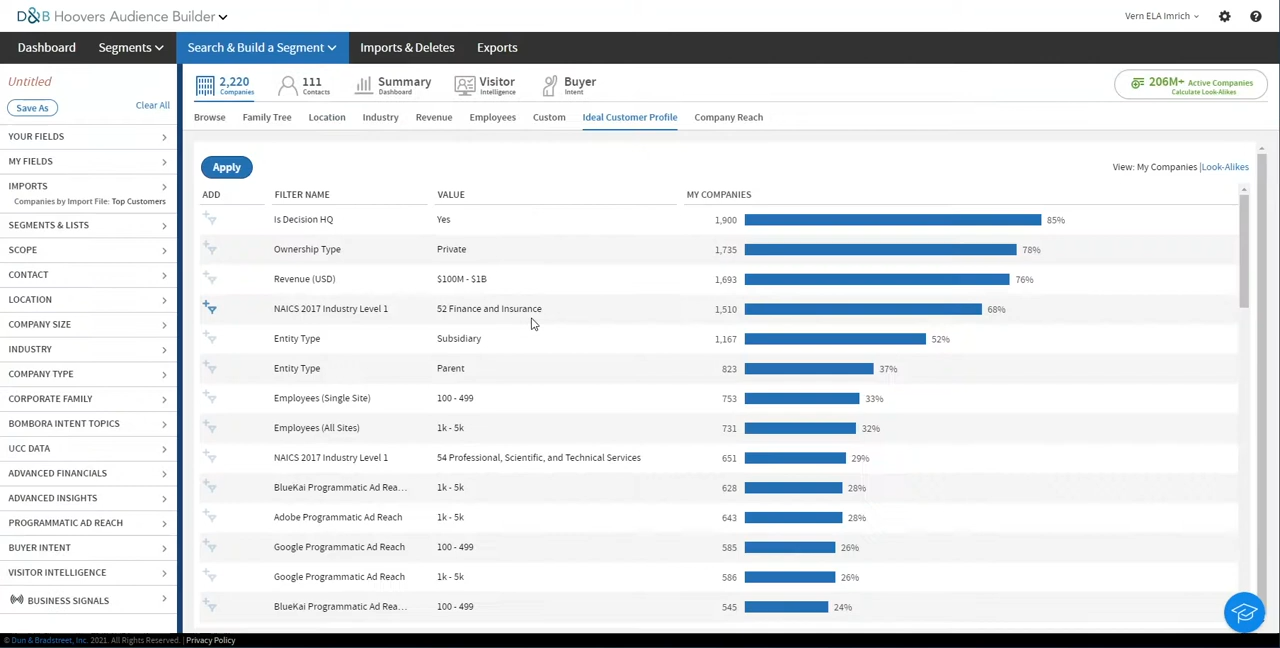 D&B Hoovers Audience Builder
Vern ELA Imrich
Dashboard Segments Search & Build a Segment Imports & Deletes Exports
Untitled
Save As Clear All
YOUR FIELDS
MY FIELDS
IMPORTS
Companies by Import File: Top Customers
SEGMENTS & LISTS
SCOPE
CONTACT
LOCATION
COMPANY SIZE
INDUSTRY
COMPANY TYPE
CORPORATE FAMILY
BOMBORA INTENT TOPICS
UCC DATA
ADVANCED FINANCIALS
ADVANCED INSIGHTS
PROGRAMMATIC AD REACH
BUYER INTENT
VISITOR INTELLIGENCE
BUSINESS SIGNALS
2,220 Companies
111 Contacts
Summary Dashboard
Visitor Intelligence
Buyer Intent
206M+ Active Companies
Calculate Look-Alikes
Browse Family Tree Location Industry Revenue Employees Custom Ideal Customer Profile Company Reach
Apply
View: My Companies |Look-Alikes
ADD FILTER NAME VALUE MY COMPANIES
Is Decision HQ Yes 1,900 85%
Ownership Type Private 1,735 78%
Revenue (USD) $100M - $1B 1,693 76%
NAICS 2017 Industry Level 1 52 Finance and Insurance 1,510 68%
Entity Type Subsidiary 1,167 52%
Entity Type Parent 823 37%
Employees (Single Site) 100 - 499 753 33%
Employees (All Sites) 1k - 5k 731 32%
NAICS 2017 Industry Level 1 54 Professional, Scientific, and Technical Services 651 29%
BlueKai Programmatic Ad Rea... 1k - 5k 628 28%
Adobe Programmatic Ad Reach 1k - 5k 643 28%
Google Programmatic Ad Reach 100 - 499 585 26%
Google Programmatic Ad Reach 1k - 5k 586 26%
BlueKai Programmatic Ad Rea... 100 - 499 545 24%
© Dun & Bradstreet, Inc. 2021. All Rights Reserved. | Privacy Policy